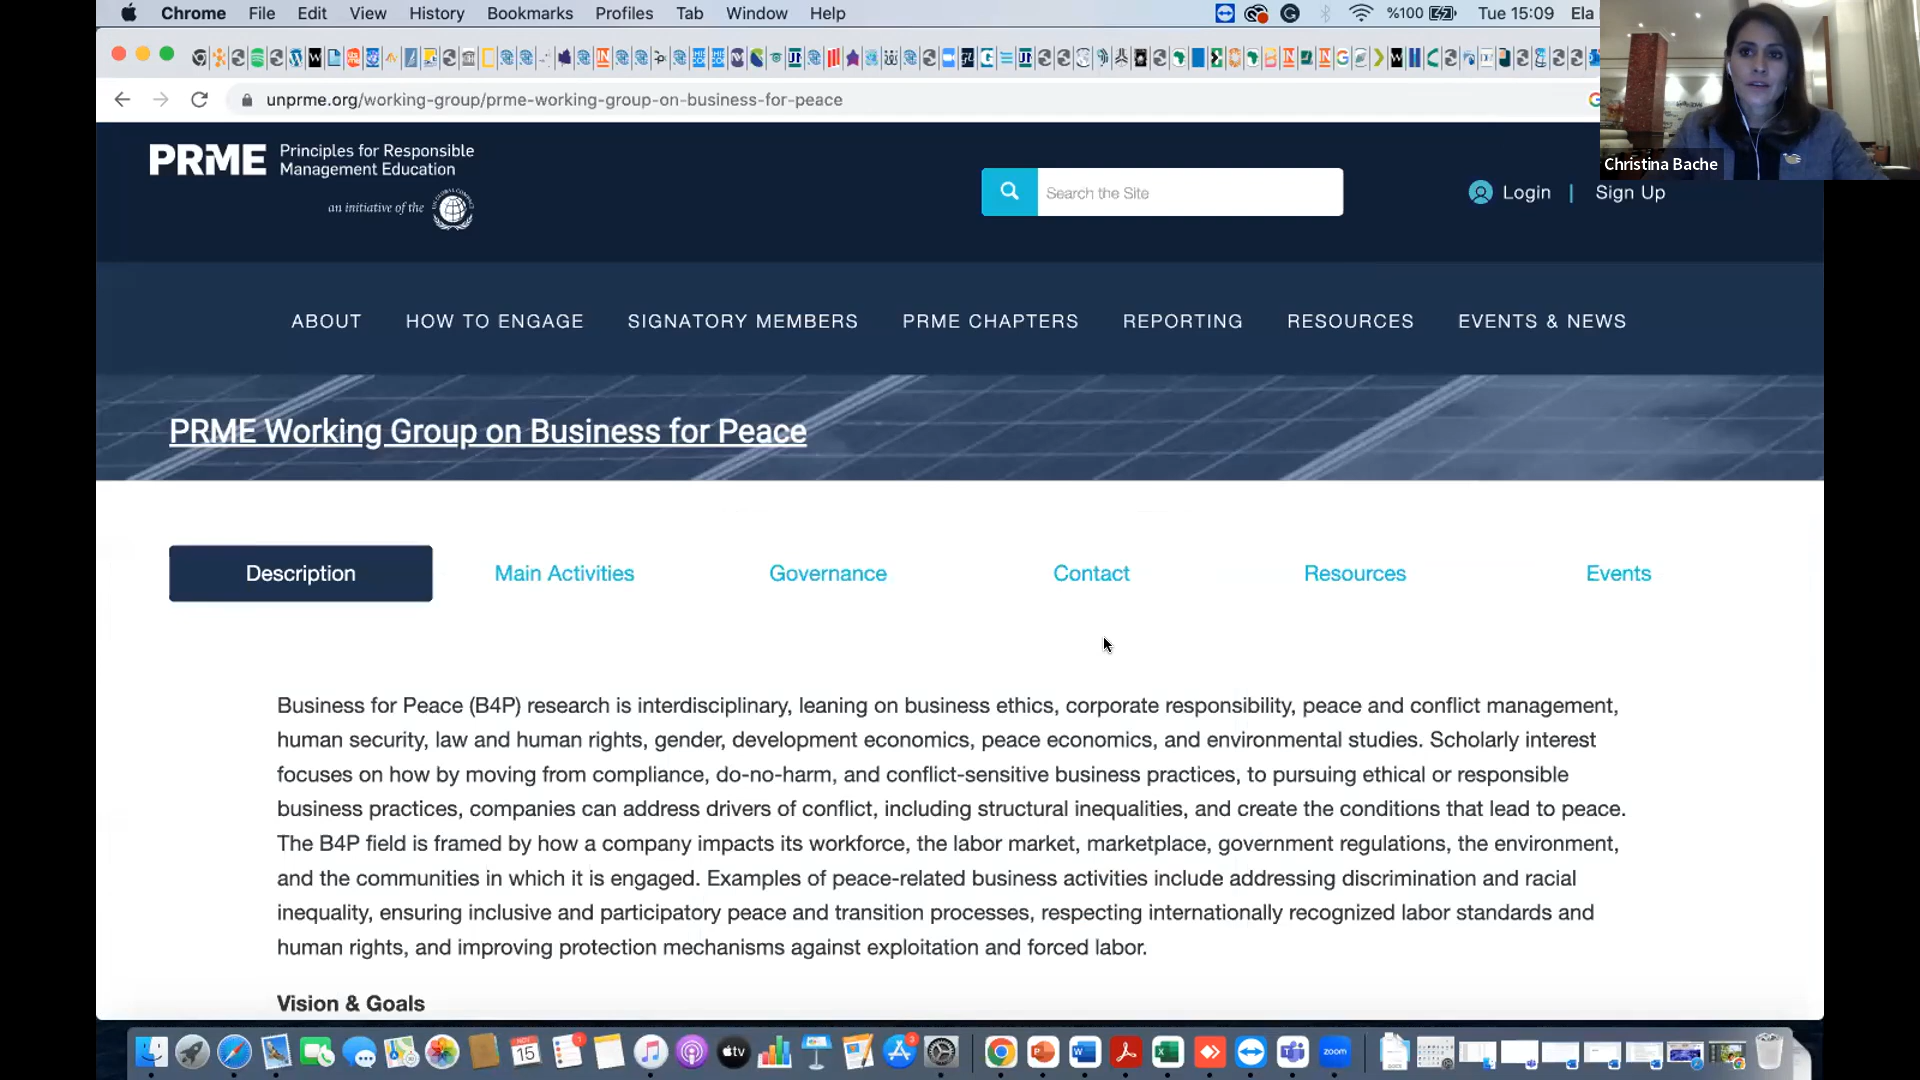 Chrome File Edit View History Bookmarks Profiles Tab Window Help %100 Tue 15:09 Ela
unprme.org/working-group/prme-working-group-on-business-for-peace
Christina Bache
PRME Principles for Responsible
Management Education
an initiative of the
Search the Site
Login | Sign Up
ABOUT HOW TO ENGAGE SIGNATORY MEMBERS PRME CHAPTERS REPORTING RESOURCES EVENTS & NEWS
PRME Working Group on Business for Peace
Description Main Activities Governance Contact Resources Events
Business for Peace (B4P) research is interdisciplinary, leaning on business ethics, corporate responsibility, peace and conflict management,
human security, law and human rights, gender, development economics, peace economics, and environmental studies. Scholarly interest
focuses on how by moving from compliance, do-no-harm, and conflict-sensitive business practices, to pursuing ethical or responsible
business practices, companies can address drivers of conflict, including structural inequalities, and create the conditions that lead to peace.
The B4P field is framed by how a company impacts its workforce, the labor market, marketplace, government regulations, the environment,
and the communities in which it is engaged. Examples of peace-related business activities include addressing discrimination and racial
inequality, ensuring inclusive and participatory peace and transition processes, respecting internationally recognized labor standards and
human rights, and improving protection mechanisms against exploitation and forced labor.
Vision & Goals
NOV
15
tv
zoom